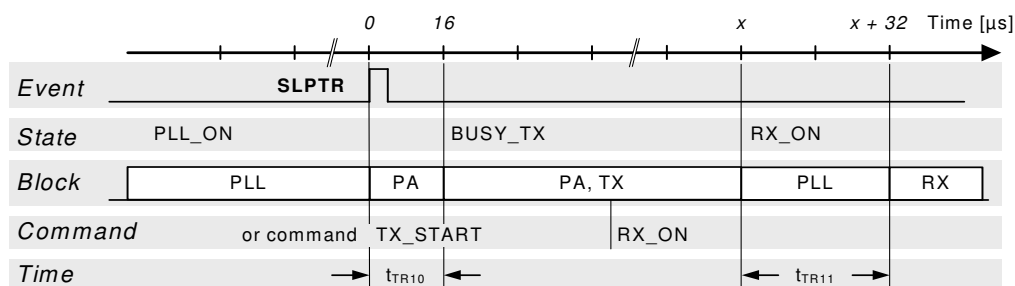 0 16 x x + 32 Time [µs]
Event SLPTR
State PLL_ON BUSY_TX RX_ON
Block PLL PA PA, TX PLL RX
Command or command TX_START RX_ON
Time tTR10 tTR11